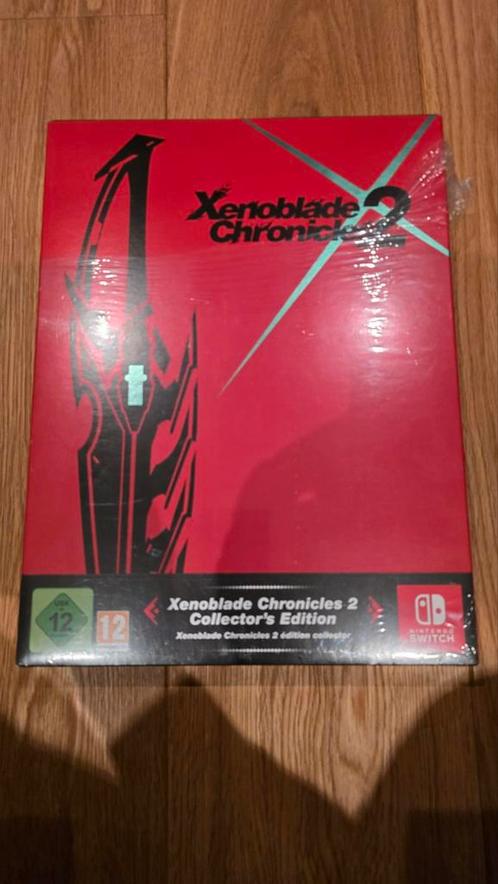 Xenoblade
Chronicles 2
Xenoblade Chronicles 2
Collector's Edition
Xenoblade Chronicles 2 édition collector
USK
12
12
NINTENDO
SWITCH